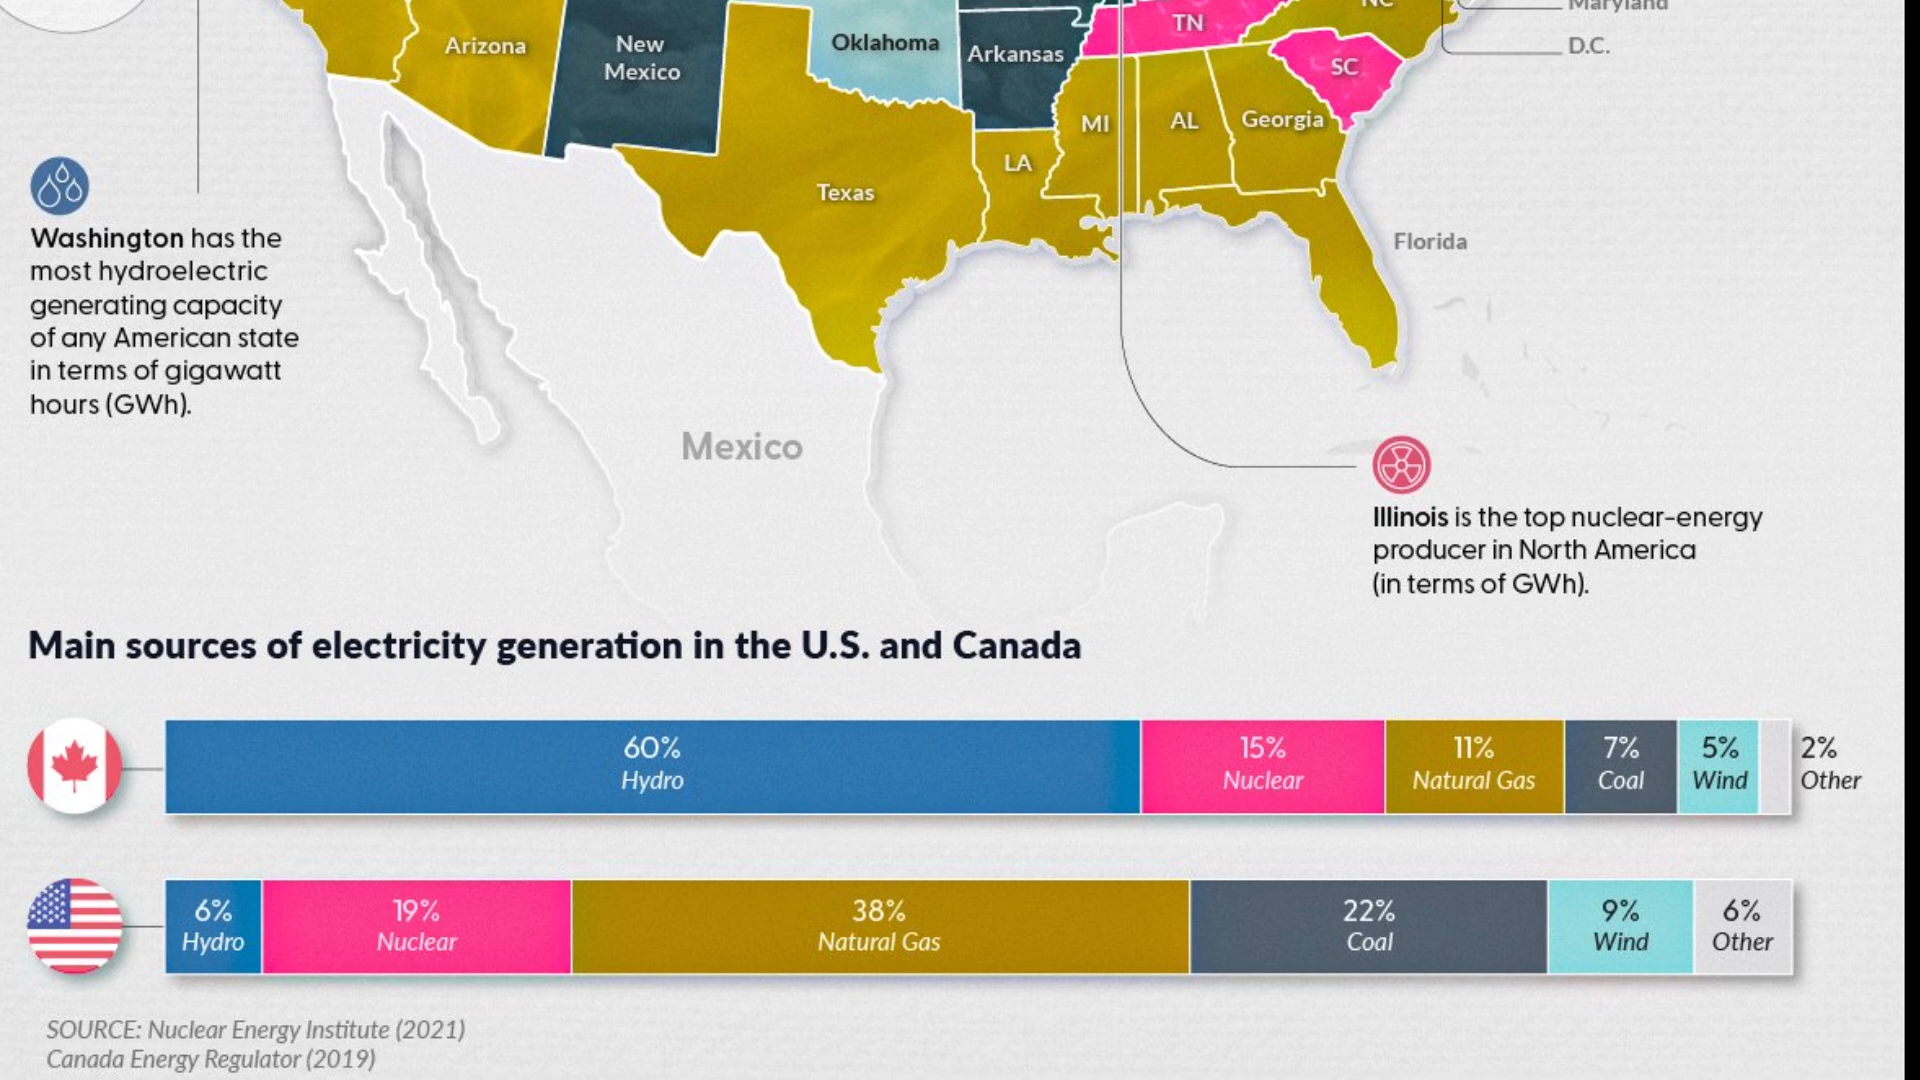 NC
Maryland
D.C.
TN
SC
Arizona
New
Mexico
Oklahoma
Arkansas
MI
AL
Georgia
LA
Texas
Florida
Mexico
Washington has the
most hydroelectric
generating capacity
of any American state
in terms of gigawatt
hours (GWh).
Illinois is the top nuclear-energy
producer in North America
(in terms of GWh).
Main sources of electricity generation in the U.S. and Canada
60% 15% 11% 7% 5% 2%
Hydro Nuclear Natural Gas Coal Wind Other
6% 19% 38% 22% 9% 6%
Hydro Nuclear Natural Gas Coal Wind Other
SOURCE: Nuclear Energy Institute (2021)
Canada Energy Regulator (2019)